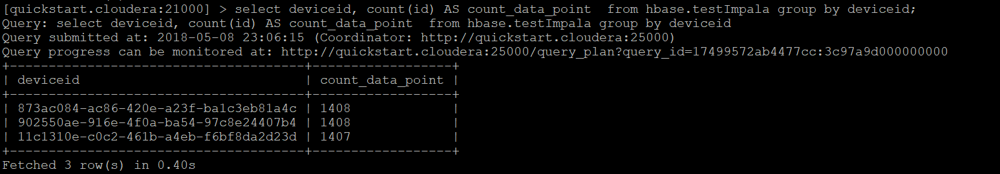 [quickstart.cloudera:21000] > select deviceid, count(id) AS count_data_point  from hbase.testImpala group by deviceid;
Query: select deviceid, count(id) AS count_data_point  from hbase.testImpala group by deviceid
Query submitted at: 2018-05-08 23:06:15 (Coordinator: http://quickstart.cloudera:25000)
Query progress can be monitored at: http://quickstart.cloudera:25000/query_plan?query_id=17499572ab4477cc:3c97a9d000000000
+--------------------------------------+------------------+
| deviceid                             | count_data_point |
+--------------------------------------+------------------+
| 873ac084-ac86-420e-a23f-ba1c3eb81a4c | 1408             |
| 902550ae-916e-4f0a-ba54-97c8e24407b4 | 1408             |
| 11c1310e-c0c2-461b-a4eb-f6bf8da2d23d | 1407             |
+--------------------------------------+------------------+
Fetched 3 row(s) in 0.40s